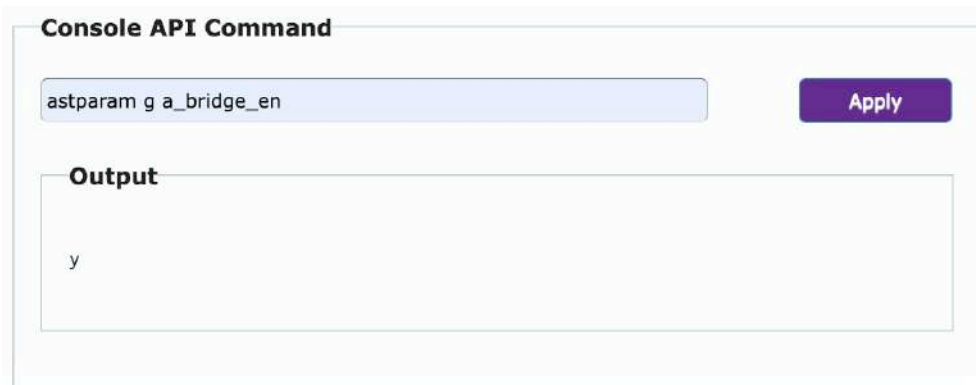 Console API Command
astparam g a_bridge_en
Apply
Output
y